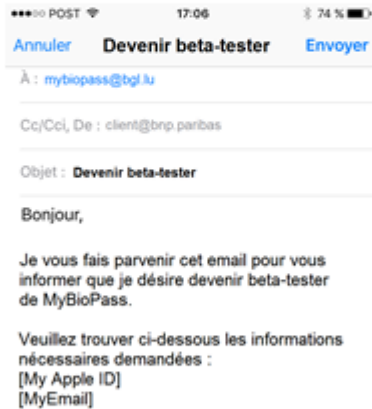 POST 17:06 74 %
Annuler Devenir beta-tester Envoyer
À : mybiopass@bgl.lu
Cc/Cci, De : client@bnp.paribas
Objet : Devenir beta-tester
Bonjour,
Je vous fais parvenir cet email pour vous
informer que je désire devenir beta-tester
de MyBioPass.
Veuillez trouver ci-dessous les informations
nécessaires demandées :
[My Apple ID]
[MyEmail]